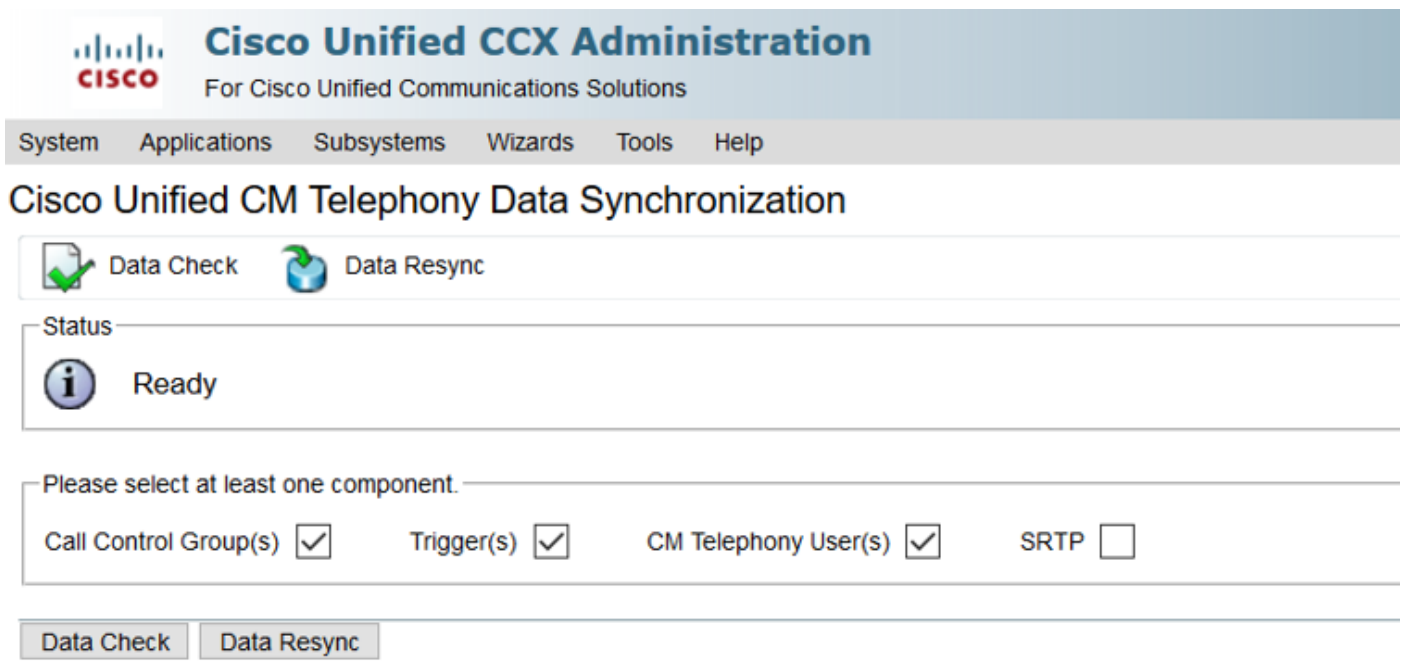 CISCO
Cisco Unified CCX Administration
For Cisco Unified Communications Solutions
System Applications Subsystems Wizards Tools Help
Cisco Unified CM Telephony Data Synchronization
Data Check Data Resync
Status
Ready
Please select at least one component.
Call Control Group(s) Trigger(s) CM Telephony User(s) SRTP
Data Check Data Resync